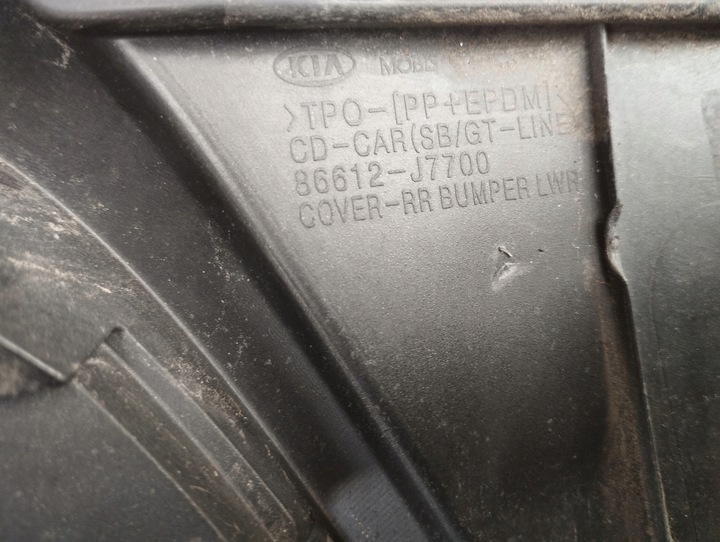 KIA MOBIS
>TPO-[PP+EPDM]<
CD-CAR(SB/GT-LINE
86612-J7700
COVER-RR BUMPER LWR